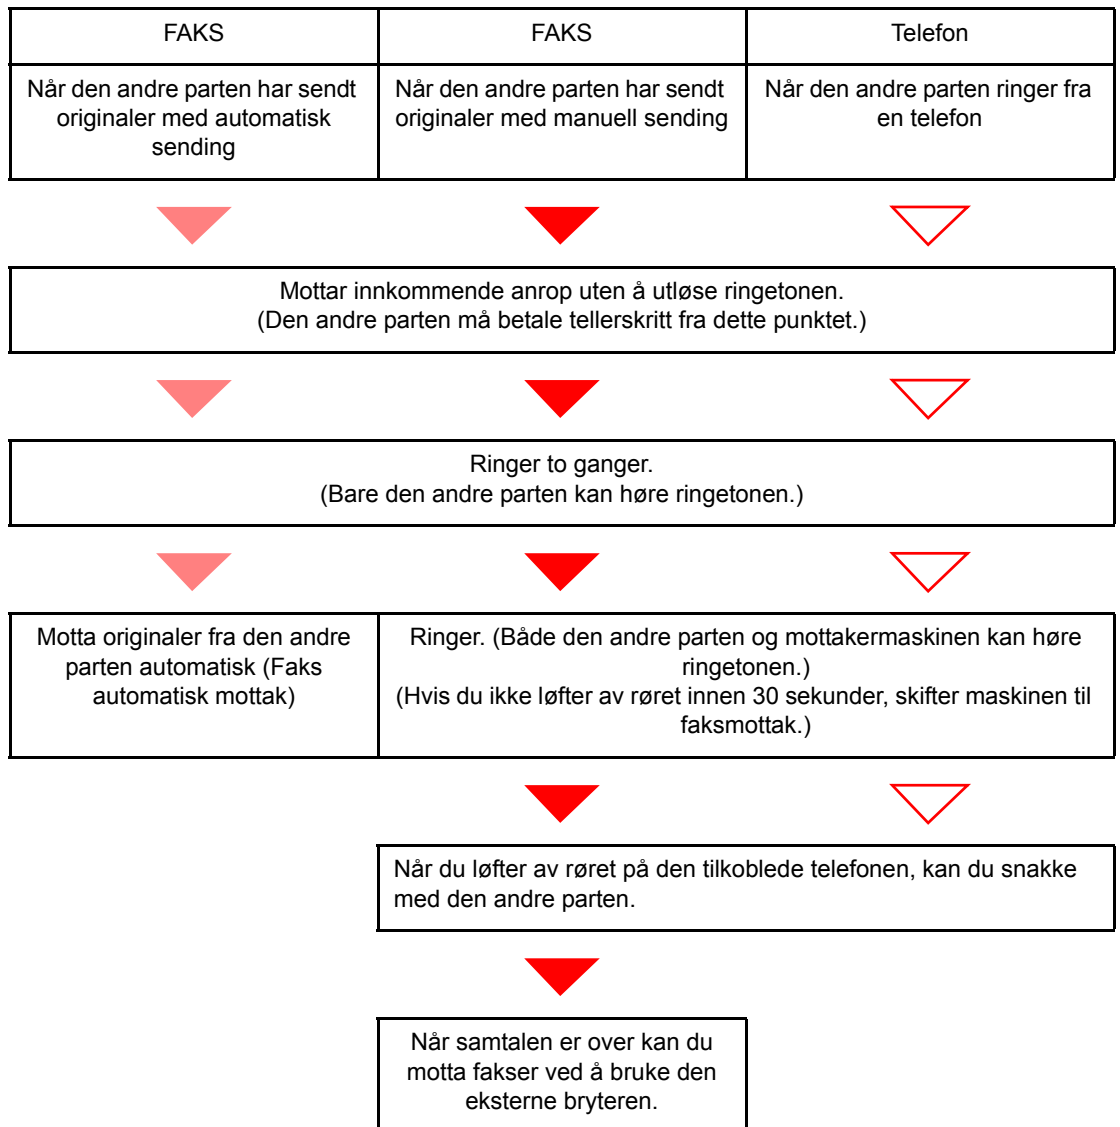 FAKS
FAKS
Telefon
Når den andre parten har sendt
originaler med automatisk
sending
Når den andre parten har sendt
originaler med manuell sending
Når den andre parten ringer fra
en telefon
Mottar innkommende anrop uten å utløse ringetonen.
(Den andre parten må betale tellerskritt fra dette punktet.)
Ringer to ganger.
(Bare den andre parten kan høre ringetonen.)
Motta originaler fra den andre
parten automatisk (Faks
automatisk mottak)
Ringer. (Både den andre parten og mottakermaskinen kan høre
ringetonen.)
(Hvis du ikke løfter av røret innen 30 sekunder, skifter maskinen til
faksmottak.)
Når du løfter av røret på den tilkoblede telefonen, kan du snakke
med den andre parten.
Når samtalen er over kan du
motta fakser ved å bruke den
eksterne bryteren.